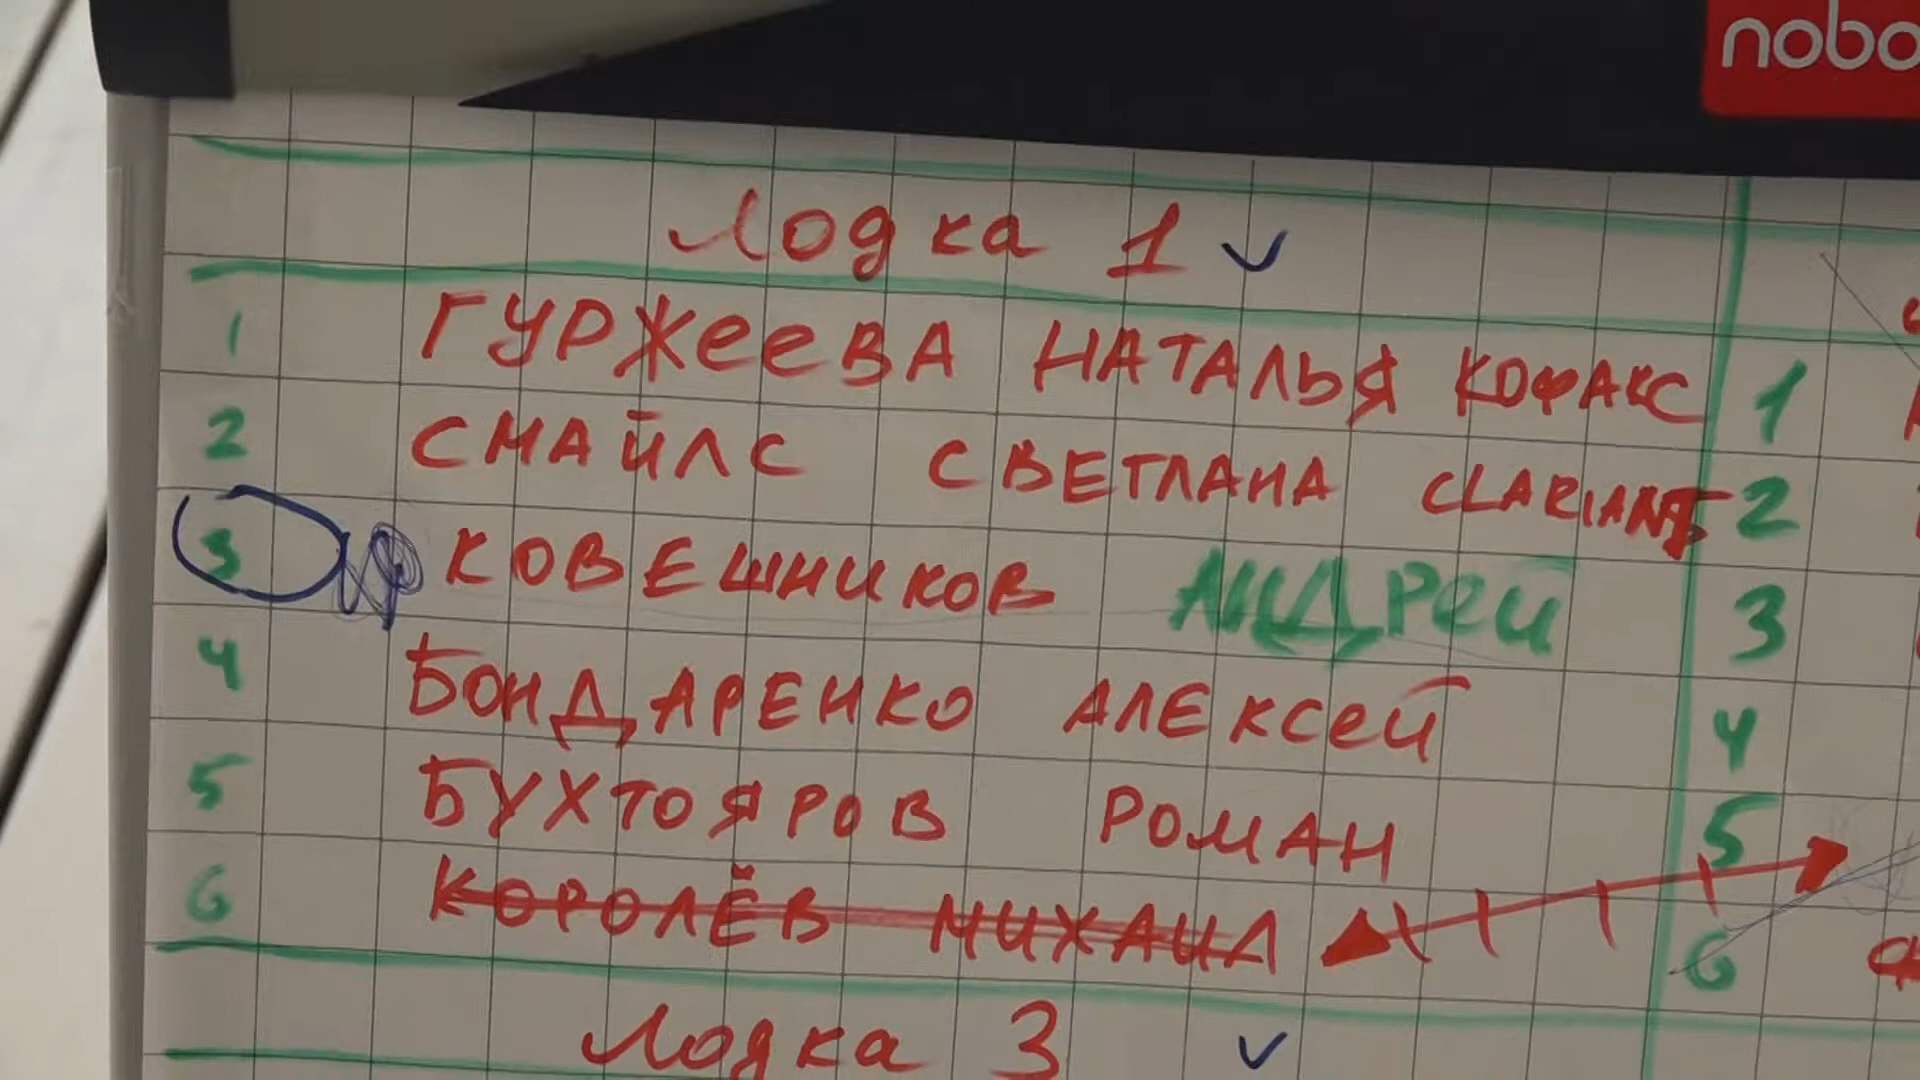 nobo
Лодка 1
1 ГУРЖЕЕВА НАТАЛЬЯ КОФАКС
2 СМАЙЛС СВЕТЛАНА CLARIANT
3 КОВЕШНИКОВ АНДРЕЙ
4 БОНДАРЕНКО АЛЕКСЕЙ
5 БУХТОЯРОВ РОМАН
6 КОРОЛЁВ МИХАИЛ
Лодка 3
1
2
3
4
5
6